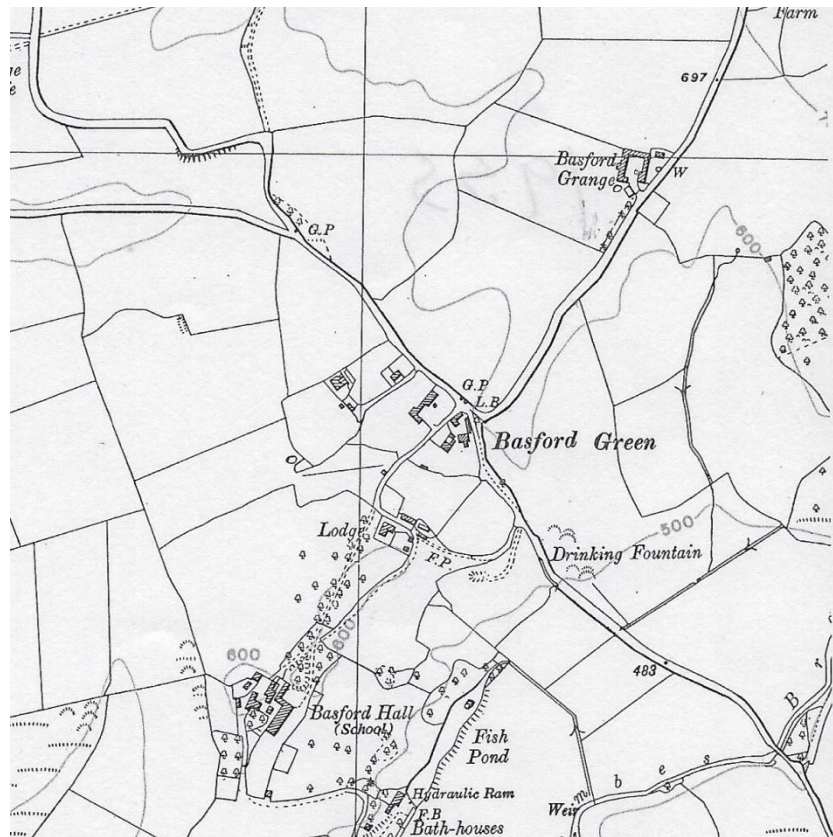 Farm
697
Basford
Grange
W
G.P
600
G.P
L.B
Basford Green
500
Lodge
F.P
Drinking Fountain
600
600
483
Basford Hall
(School)
Fish
Pond
B r
m b e s
Hydraulic Ram
Weir
F.B
Bath-houses